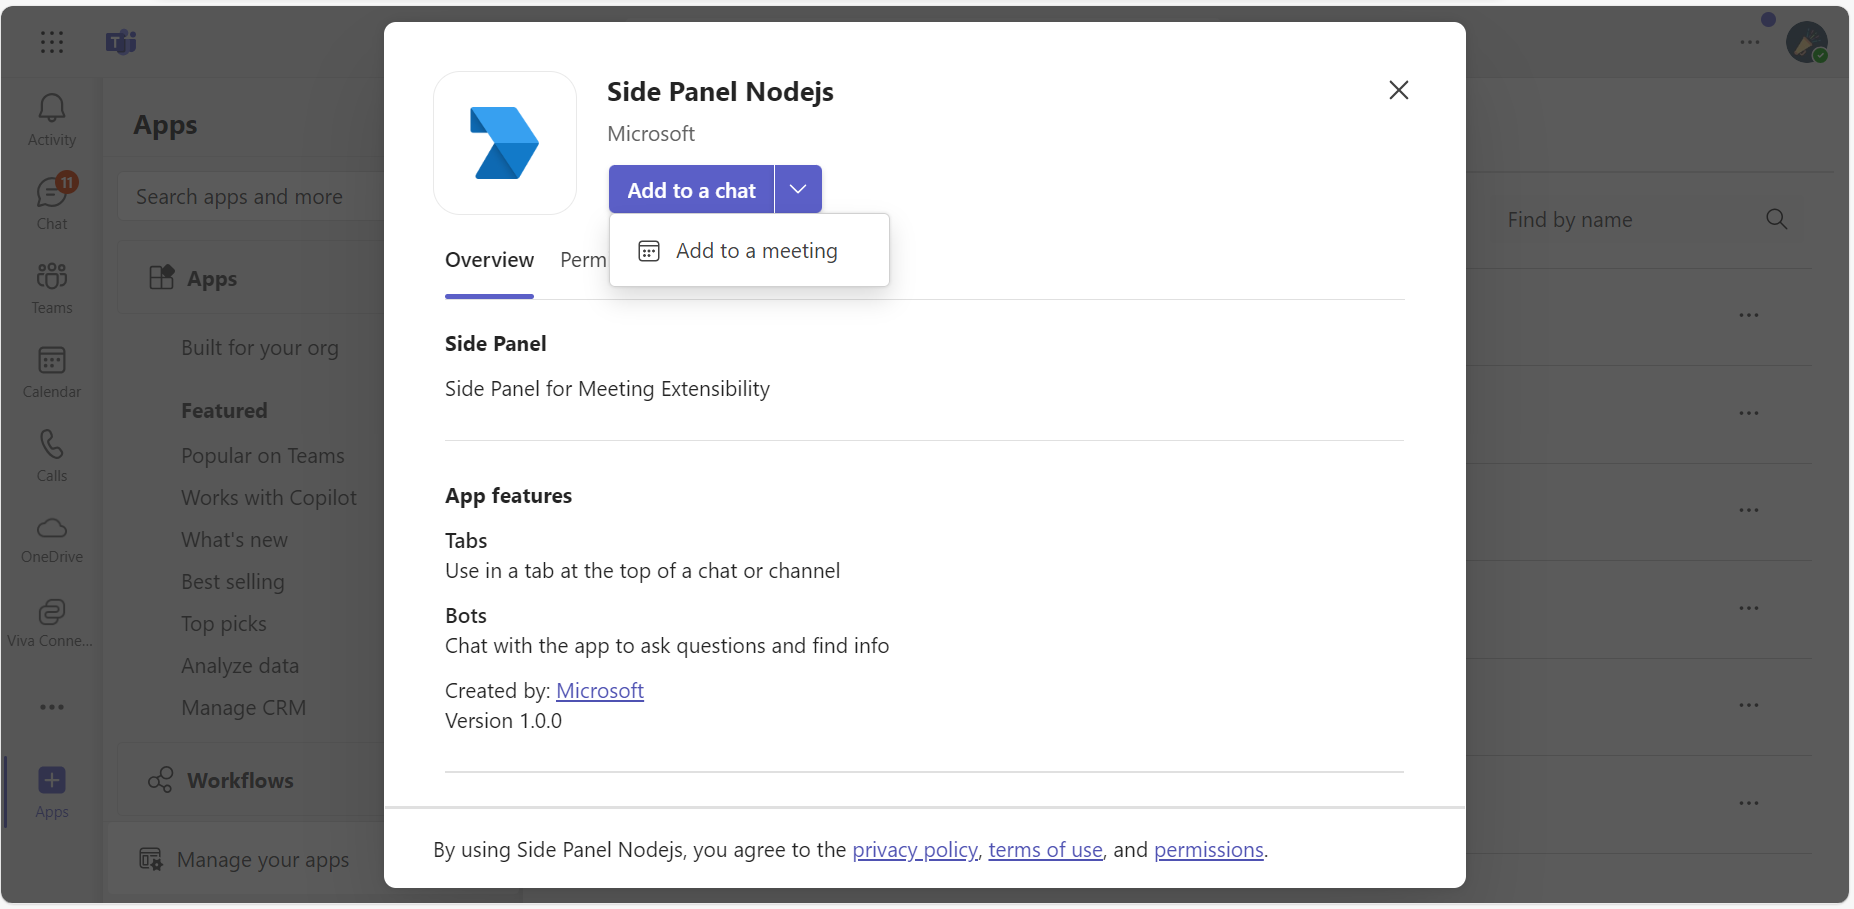 Activity
11
Chat
Teams
Calendar
Calls
OneDrive
Viva Conne...
Apps
Apps
Search apps and more
Apps
Built for your org
Featured
Popular on Teams
Works with Copilot
What's new
Best selling
Top picks
Analyze data
Manage CRM
Workflows
Manage your apps
Side Panel Nodejs
Microsoft
Add to a chat
Add to a meeting
Overview
Perm
Side Panel
Side Panel for Meeting Extensibility
App features
Tabs
Use in a tab at the top of a chat or channel
Bots
Chat with the app to ask questions and find info
Created by: Microsoft
Version 1.0.0
By using Side Panel Nodejs, you agree to the privacy policy, terms of use, and permissions.
Find by name